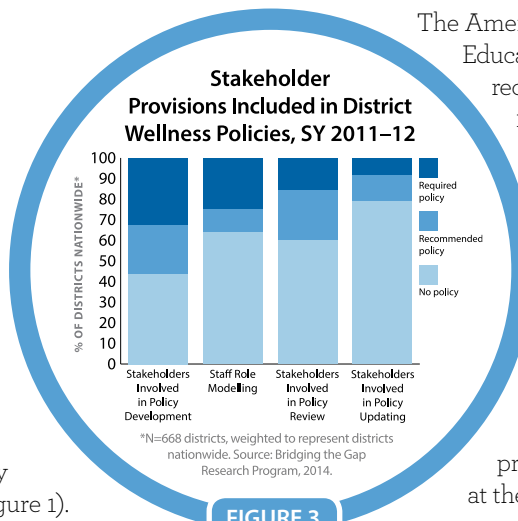 The Amer
Educa
rec
Stakeholder
Provisions Included in District
Wellness Policies, SY 2011–12
% OF DISTRICTS NATIONWIDE*
100
90
80
70
60
50
40
30
20
10
0
Required
policy
Recommended
policy
No policy
Stakeholders
Involved
in Policy
Development
Staff Role
Modelling
Stakeholders
Involved
in Policy
Review
Stakeholders
Involved
in Policy
Updating
*N=668 districts, weighted to represent districts
nationwide. Source: Bridging the Gap
Research Program, 2014.
FIGURE 3
y
gure 1).
pr
at the